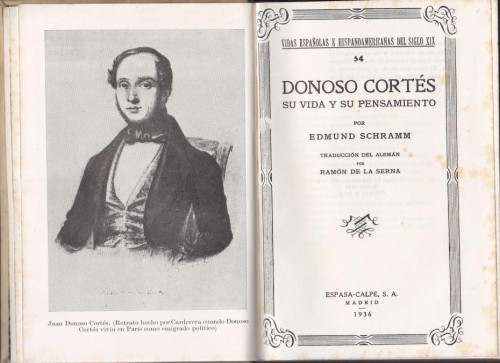 Juan Donoso Cortés. (Retrato hecho por Carderera cuando Donoso
Cortés vivía en París como emigrado político)
VIDAS ESPAÑOLAS E HISPANOAMERICANAS DEL SIGLO XIX
54
DONOSO CORTÉS
SU VIDA Y SU PENSAMIENTO
POR
EDMUND SCHRAMM
TRADUCCIÓN DEL ALEMÁN
POR
RAMÓN DE LA SERNA
ESPASA-CALPE, S. A.
MADRID
1936